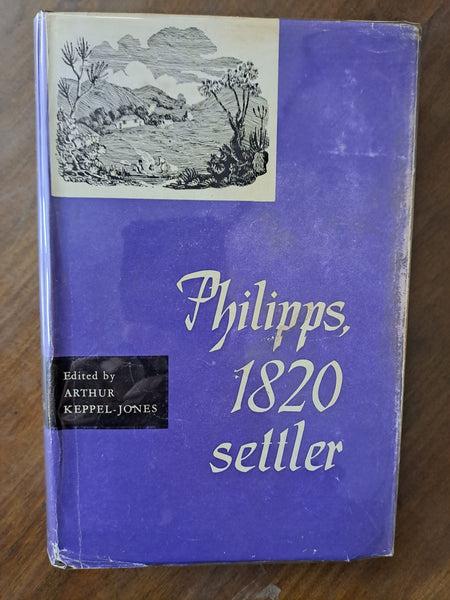 Philipps,
1820
settler
Edited by
ARTHUR
KEPPEL-JONES